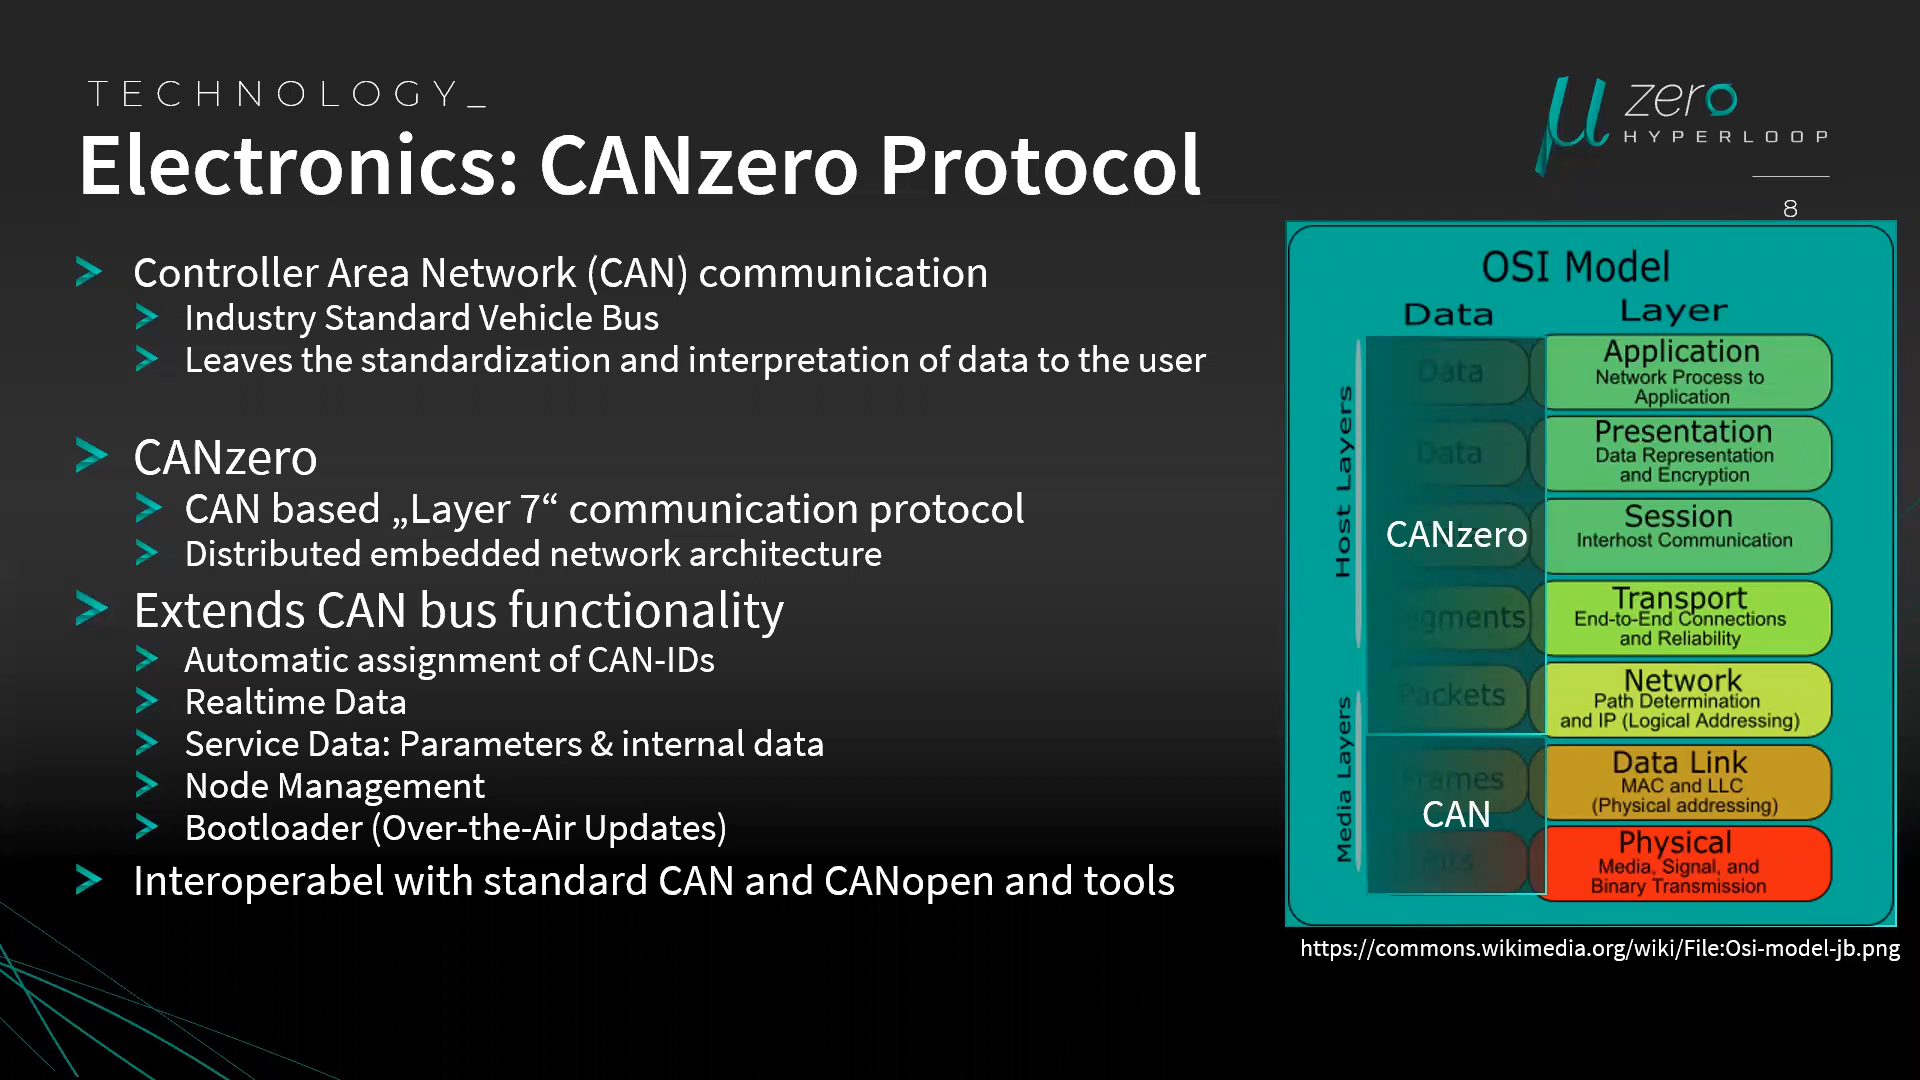 TECHNOLOGY_
Electronics: CANzero Protocol
μ zero
HYPERLOOP
8
Controller Area Network (CAN) communication
Industry Standard Vehicle Bus
Leaves the standardization and interpretation of data to the user
CANzero
CAN based „Layer 7“ communication protocol
Distributed embedded network architecture
Extends CAN bus functionality
Automatic assignment of CAN-IDs
Realtime Data
Service Data: Parameters & internal data
Node Management
Bootloader (Over-the-Air Updates)
Interoperabel with standard CAN and CANopen and tools
OSI Model
Data
Layer
Host Layers
Media Layers
Data
Application
Network Process to
Application
Data
Presentation
Data Representation
and Encryption
CANzero
Session
Interhost Communication
egments
Transport
End-to-End Connections
and Reliability
Packets
Network
Path Determination
and IP (Logical Addressing)
Frames
Data Link
MAC and LLC
(Physical addressing)
CAN
Bits
Physical
Media, Signal, and
Binary Transmission
https://commons.wikimedia.org/wiki/File:Osi-model-jb.png